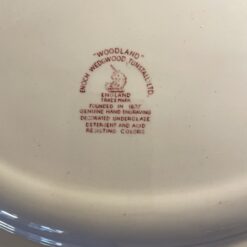 "WOODLAND"
ENOCH WEDGWOOD (TUNSTALL) LTD.
ENGLAND
TRADE MARK
FOUNDED IN 1835
GENUINE HAND ENGRAVING
DECORATED UNDERGLAZE
DETERGENT AND ACID
RESISTING COLORS